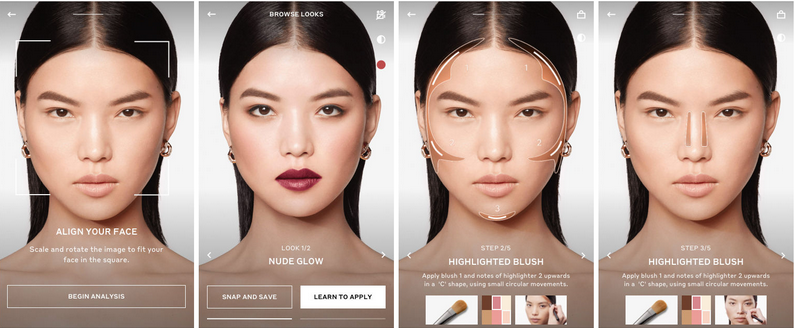 ALIGN YOUR FACE
Scale and rotate the image to fit your
face in the square.
BEGIN ANALYSIS
BROWSE LOOKS
LOOK 1/2
NUDE GLOW
SNAP AND SAVE
LEARN TO APPLY
1
1
2
STEP 2/5
HIGHLIGHTED BLUSH
Apply blush 1 and notes of highlighter 2 upwards
in a 'C' shape, using small circular movements.
STEP 3/5
HIGHLIGHTED BLUSH
Apply blush 1 and notes of highlighter 2 upwards
in a 'C' shape, using small circular movements.